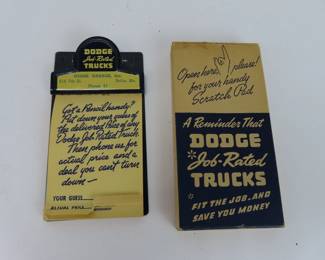 DODGE
Job-Rated
TRUCKS
Phone 41
Got a Pencil handy?
Put down your guess of
the delivered Price of any
Dodge Job Rated Truck
Then phone us for
actual price and a
deal you can't turn
down—
YOUR GUESS
ACTUAL PRICE
Open here, please!
for your handy
Scratch Pad
A Reminder That
DODGE
Job-Rated
TRUCKS
FIT THE JOB..AND
SAVE YOU MONEY